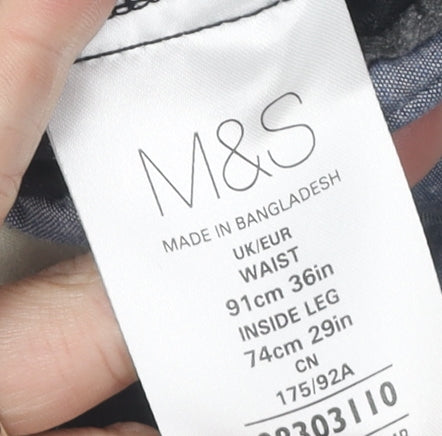 M&S
MADE IN BANGLADESH
UK/EUR
WAIST
91cm 36in
INSIDE LEG
74cm 29in
CN
175/92A